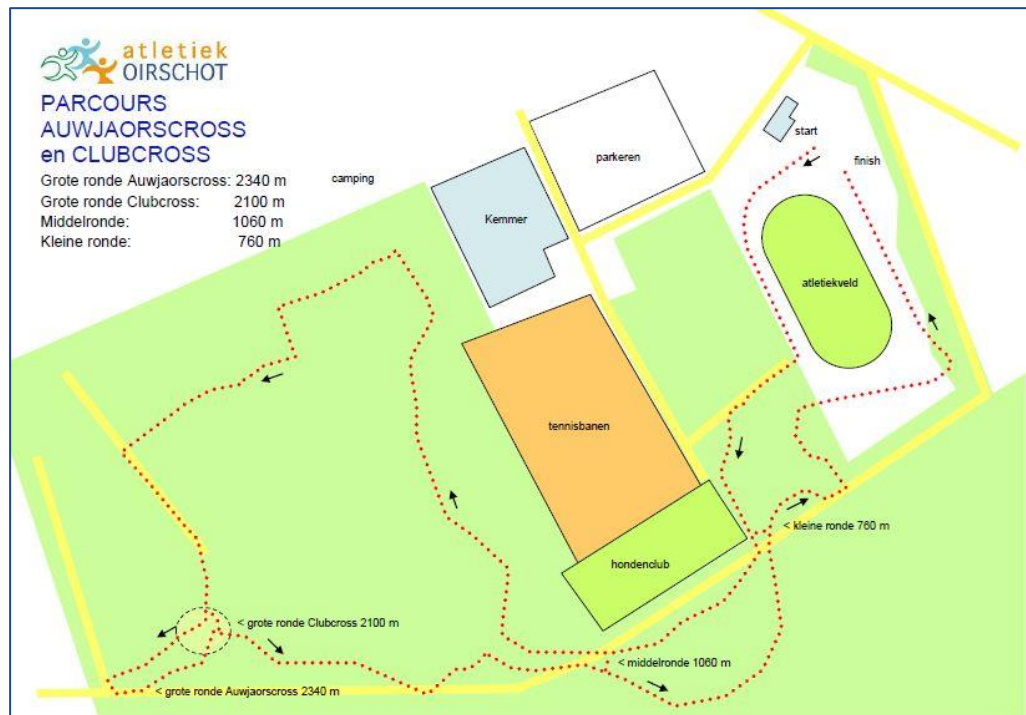 atletiek
OIRSCHOT
PARCOURS
AUWJAORSCROSS
en CLUBCROSS
Grote ronde Auwjaorscross: 2340 m
Grote ronde Clubcross: 2100 m
Middelronde: 1060 m
Kleine ronde: 760 m
camping
Kemmer
parkeren
start
finish
atletiekveld
tennisbanen
hondenclub
< kleine ronde 760 m
< grote ronde Clubcross 2100 m
< middelronde 1060 m
< grote ronde Auwjaorscross 2340 m